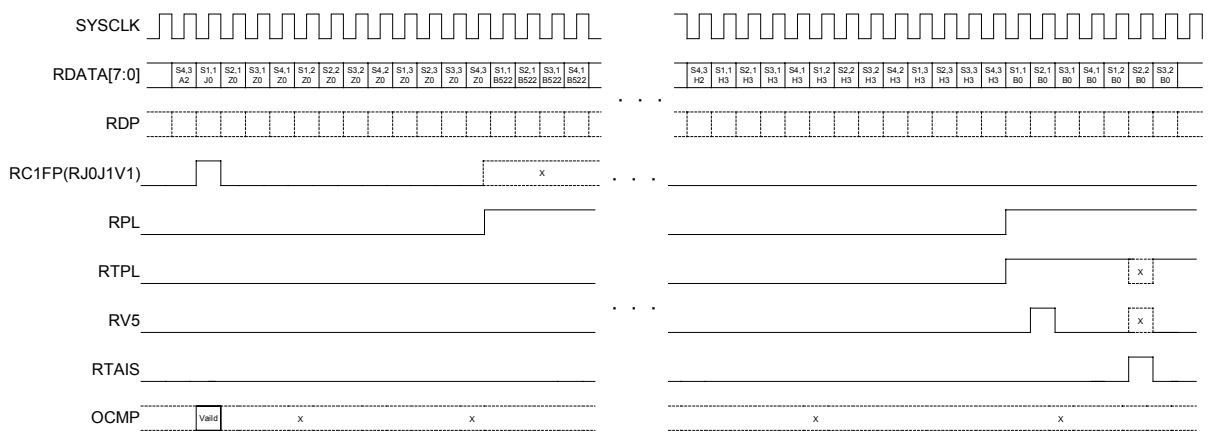 SYSCLK
RDATA[7:0]
S4,3 S1,1 S2,1 S3,1 S4,1 S1,2 S2,2 S3,2 S4,2 S1,3 S2,3 S3,3 S4,3 S1,1 S2,1 S3,1 S4,1
A2 J0 Z0 Z0 Z0 Z0 Z0 Z0 Z0 Z0 Z0 Z0 Z0 B522 B522 B522 B522
S4,3 S1,1 S2,1 S3,1 S4,1 S1,2 S2,2 S3,2 S4,2 S1,3 S2,3 S3,3 S4,3 S1,1 S2,1 S3,1 S4,1 S1,2 S2,2 S3,2
H2 H3 H3 H3 H3 H3 H3 H3 H3 H3 H3 H3 H3 B0 B0 B0 B0 B0 B0 B0
. . .
RDP
RC1FP(RJ0J1V1) X . . .
RPL
RTPL X
RV5 . . . X
RTAIS
OCMP Vaild X X X X